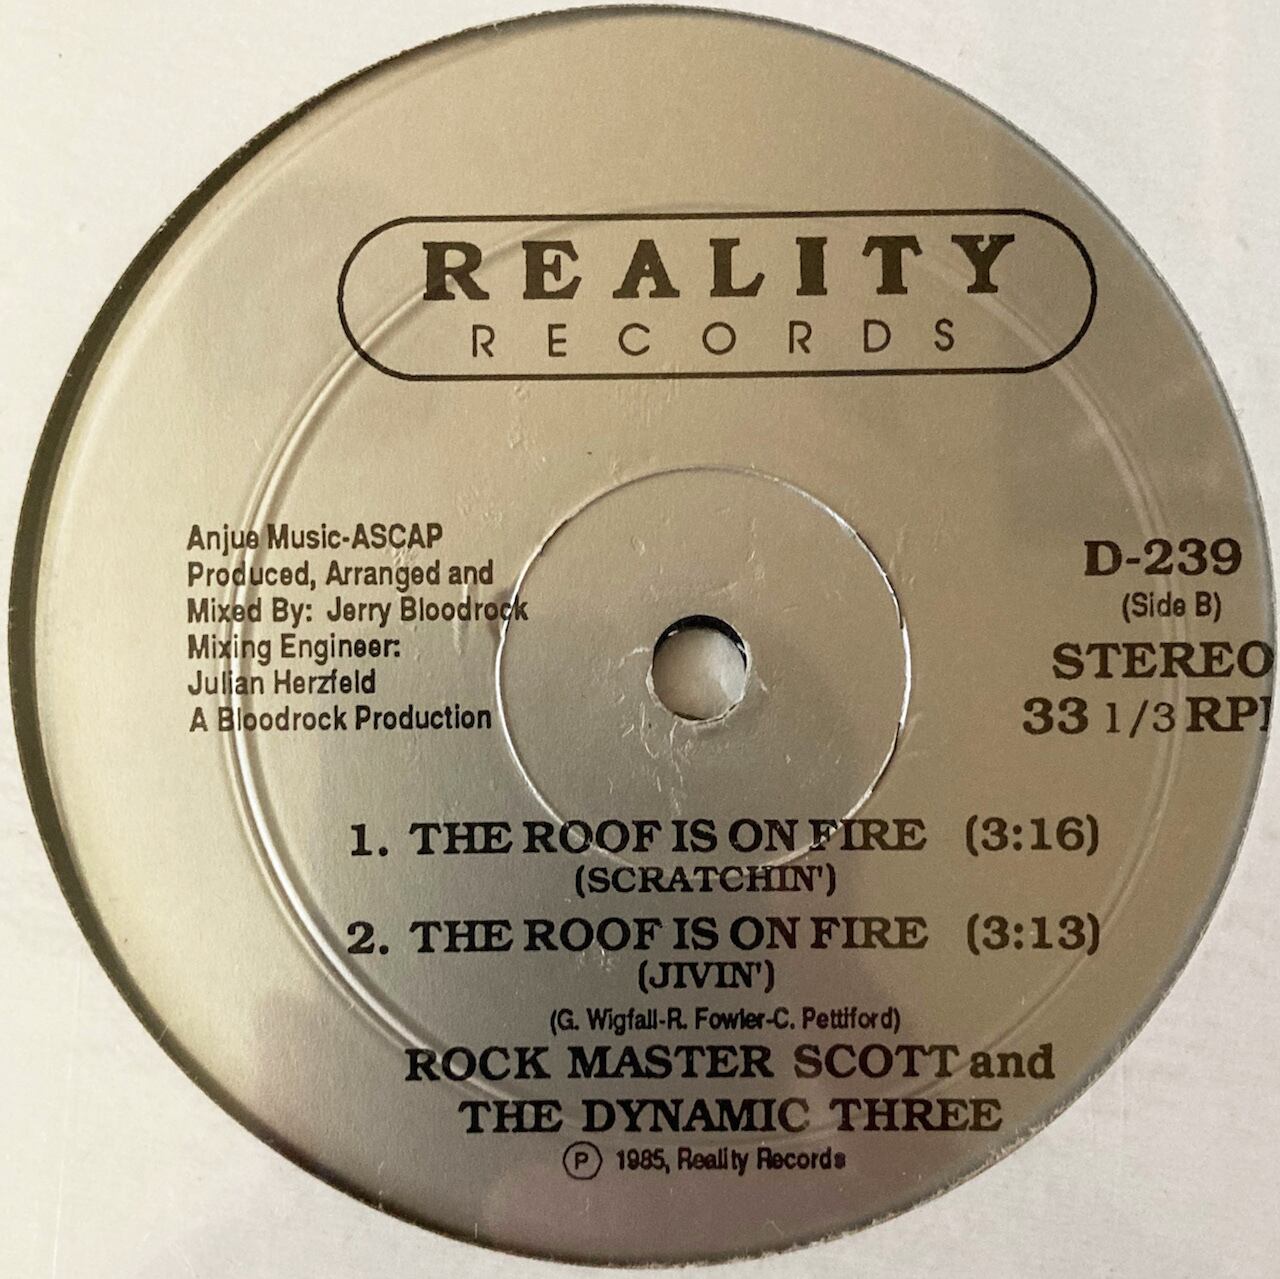 REALITY
RECORDS
Anjue Music-ASCAP
Produced, Arranged and
Mixed By: Jerry Bloodrock
Mixing Engineer:
Julian Herzfeld
A Bloodrock Production
D-239
(Side B)
STEREO
33 1/3 RP
1. THE ROOF IS ON FIRE (3:16)
(SCRATCHIN')
2. THE ROOF IS ON FIRE (3:13)
(JIVIN')
(G. Wigfall-R. Fowler-C. Pettiford)
ROCK MASTER SCOTT and
THE DYNAMIC THREE
Ⓟ 1985, Reality Records